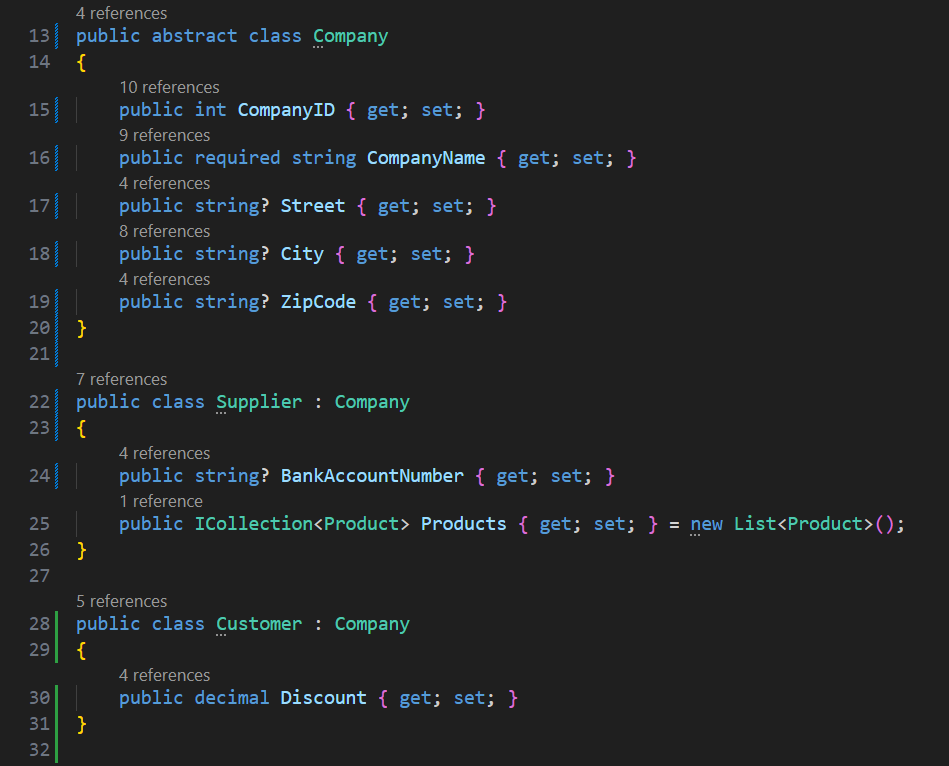 4 references
13 public abstract class Company
14 {
10 references
15 public int CompanyID { get; set; }
9 references
16 public required string CompanyName { get; set; }
4 references
17 public string? Street { get; set; }
8 references
18 public string? City { get; set; }
4 references
19 public string? ZipCode { get; set; }
20 }
21
7 references
22 public class Supplier : Company
23 {
4 references
24 public string? BankAccountNumber { get; set; }
1 reference
25 public ICollection<Product> Products { get; set; } = new List<Product>();
26 }
27
5 references
28 public class Customer : Company
29 {
4 references
30 public decimal Discount { get; set; }
31 }
32